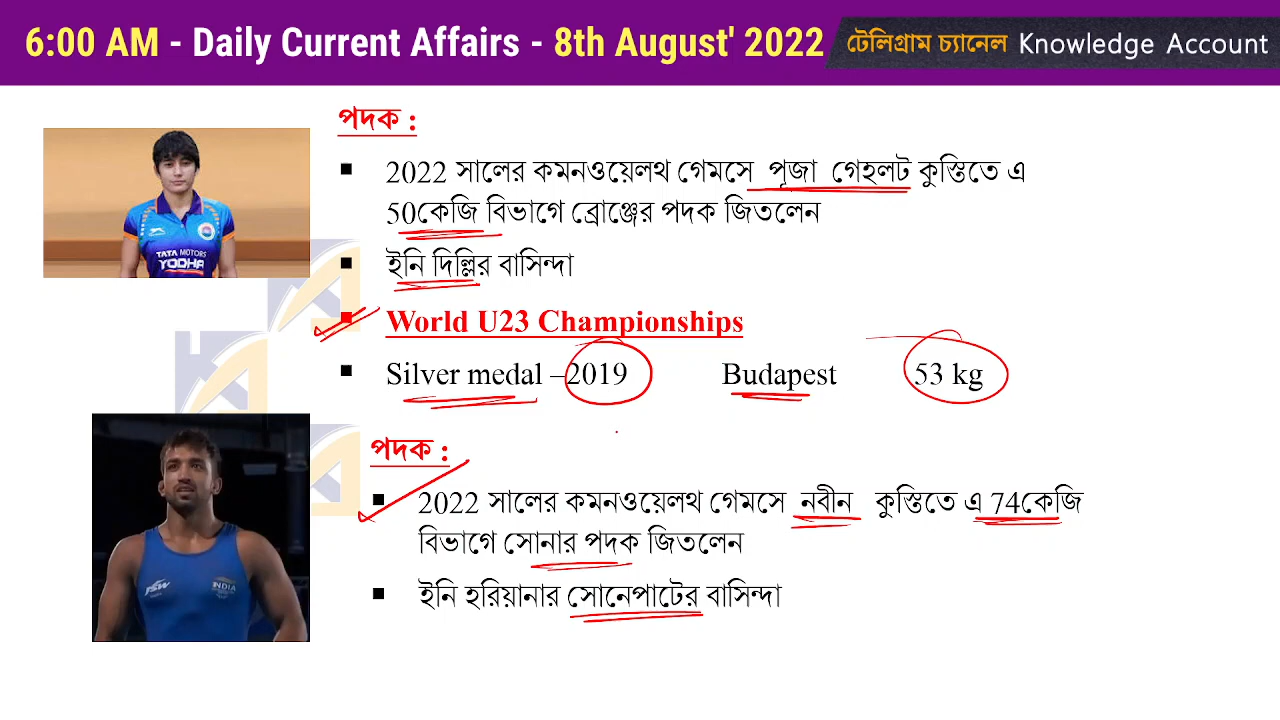 6:00 AM - Daily Current Affairs - 8th August' 2022
টেলিগ্রাম চ্যানেল Knowledge Account
পদক :
2022 সালের কমনওয়েলথ গেমসে পূজা গেহলট কুস্তিতে এ
50কেজি বিভাগে ব্রোঞ্জের পদক জিতলেন
TATA MOTORS
YODHA
ইনি দিল্লির বাসিন্দা
World U23 Championships
Silver medal –2019 Budapest 53 kg
পদক :
2022 সালের কমনওয়েলথ গেমসে নবীন কুস্তিতে এ 74কেজি
বিভাগে সোনার পদক জিতলেন
JSW INDIA
ইনি হরিয়ানার সোনেপাটের বাসিন্দা